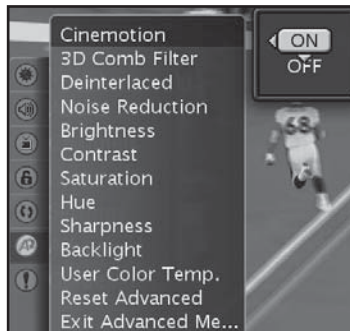 Cinemotion
3D Comb Filter
Deinterlaced
Noise Reduction
Brightness
Contrast
Saturation
Hue
Sharpness
Backlight
User Color Temp.
Reset Advanced
Exit Advanced Me...
ON
OFF
68